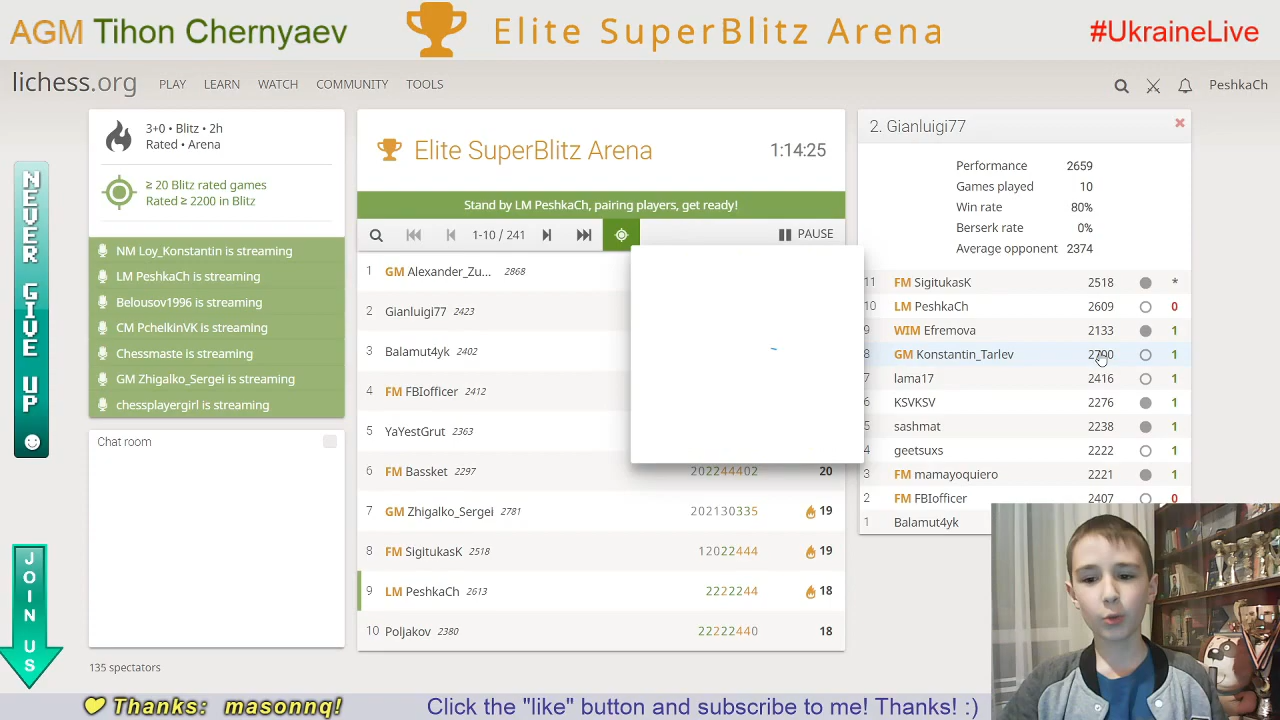 AGM Tihon Chernyaev
Elite SuperBlitz Arena
#UkraineLive
lichess.org
PLAY LEARN WATCH COMMUNITY TOOLS
PeshkaCh
NEVER GIVE UP
JOIN US
3+0 • Blitz • 2h
Rated • Arena
≥ 20 Blitz rated games
Rated ≥ 2200 in Blitz
NM Loy_Konstantin is streaming
LM PeshkaCh is streaming
Belousov1996 is streaming
CM PchelkinVK is streaming
Chessmaste is streaming
GM Zhigalko_Sergei is streaming
chessplayergirl is streaming
Chat room
135 spectators
Elite SuperBlitz Arena 1:14:25
Stand by LM PeshkaCh, pairing players, get ready!
1-10 / 241 PAUSE
1 GM Alexander_Zu... 2868
2 Gianluigi77 2423
3 Balamut4yk 2402
4 FM FBIofficer 2412
5 YaYestGrut 2363
6 FM Bassket 2297 202244402 20
7 GM Zhigalko_Sergei 2781 202130335 19
8 FM SigitukasK 2518 12022444 19
9 LM PeshkaCh 2613 2222244 18
10 Poljakov 2380 22222440 18
2. Gianluigi77
Performance 2659
Games played 10
Win rate 80%
Berserk rate 0%
Average opponent 2374
11 FM SigitukasK 2518 *
10 LM PeshkaCh 2609 0
9 WIM Efremova 2133 1
8 GM Konstantin_Tarlev 1
7 lama17 2416 1
6 KSVKSV 2276 1
5 sashmat 2238 1
4 geetsuxs 2222 1
3 FM mamayoquiero 2221 1
2 FM FBIofficer 2407 0
1 Balamut4yk
Thanks: masonnq!
Click the "like" button and subscribe to me! Thanks! :)